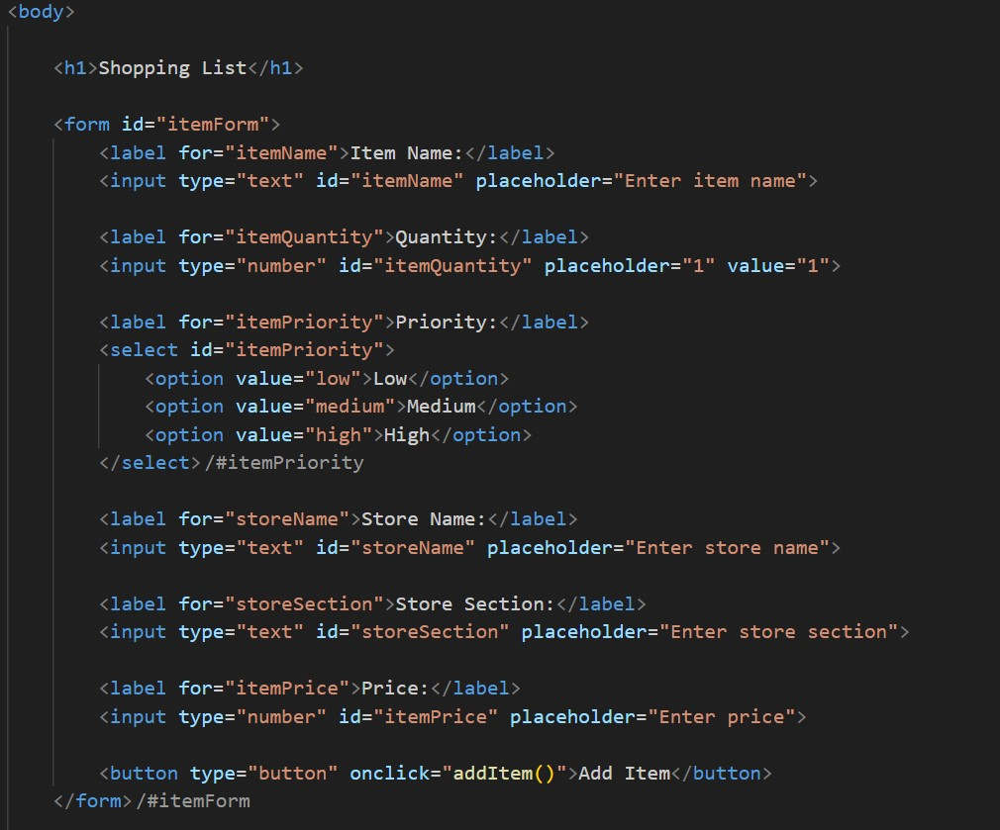 <body>
<h1>Shopping List</h1>
<form id="itemForm">
<label for="itemName">Item Name:</label>
<input type="text" id="itemName" placeholder="Enter item name">
<label for="itemQuantity">Quantity:</label>
<input type="number" id="itemQuantity" placeholder="1" value="1">
<label for="itemPriority">Priority:</label>
<select id="itemPriority">
<option value="low">Low</option>
<option value="medium">Medium</option>
<option value="high">High</option>
</select>/#itemPriority
<label for="storeName">Store Name:</label>
<input type="text" id="storeName" placeholder="Enter store name">
<label for="storeSection">Store Section:</label>
<input type="text" id="storeSection" placeholder="Enter store section">
<label for="itemPrice">Price:</label>
<input type="number" id="itemPrice" placeholder="Enter price">
<button type="button" onclick="addItem()">Add Item</button>
</form>/#itemForm